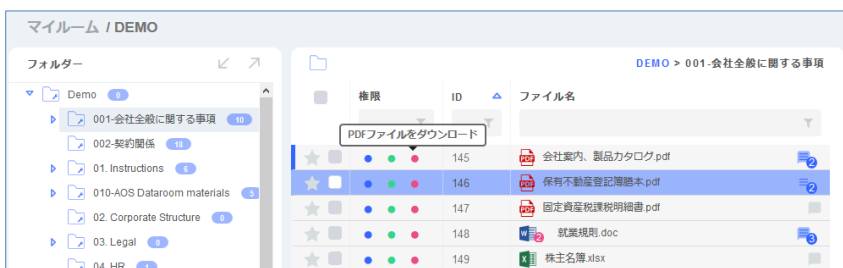 マイルーム / DEMO
フォルダー
DEMO > 001-会社全般に関する事項
Demo 0
001-会社全般に関する事項 10
002-契約関係 18
01. Instructions 6
010-AOS Dataroom materials 5
02. Corporate Structure 0
03. Legal 0
04. HR
権限 ID ファイル名
PDFファイルをダウンロード
145 PDF 会社案内、製品カタログ.pdf 2
146 PDF 保有不動産登記簿謄本.pdf 2
147 PDF 固定資産税課税明細書.pdf
148 W 2 就業規則.doc 3
149 X 株主名簿.xlsx